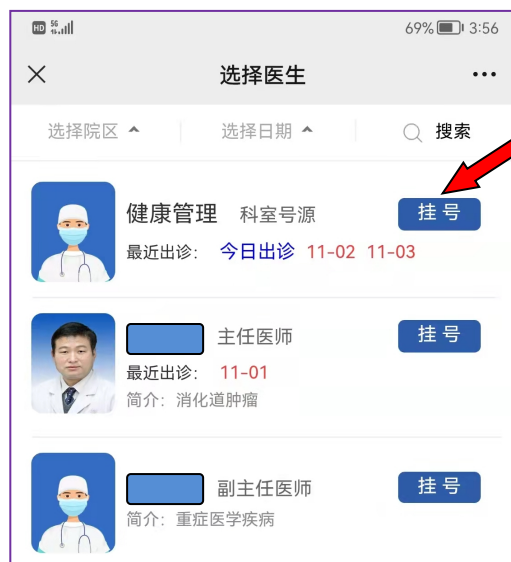 HD 5G 69% 3:56
选择医生
选择院区 选择日期 搜索
健康管理 科室号源 挂号
最近出诊: 今日出诊 11-02 11-03
主任医师 挂号
最近出诊: 11-01
简介: 消化道肿瘤
副主任医师 挂号
简介: 重症医学疾病